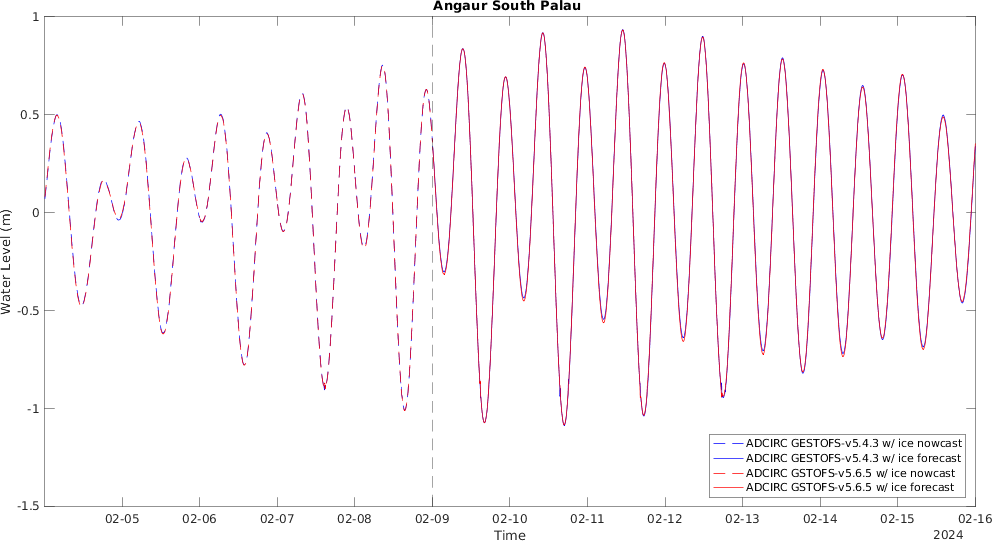 Angaur South Palau
1
0.5
0
-0.5
-1
-1.5
Water Level (m)
02-05 02-06 02-07 02-08 02-09 02-10 02-11 02-12 02-13 02-14 02-15 02-16
Time
2024
ADCIRC GESTOFS-v5.4.3 w/ ice nowcast
ADCIRC GESTOFS-v5.4.3 w/ ice forecast
ADCIRC GSTOFS-v5.6.5 w/ ice nowcast
ADCIRC GSTOFS-v5.6.5 w/ ice forecast